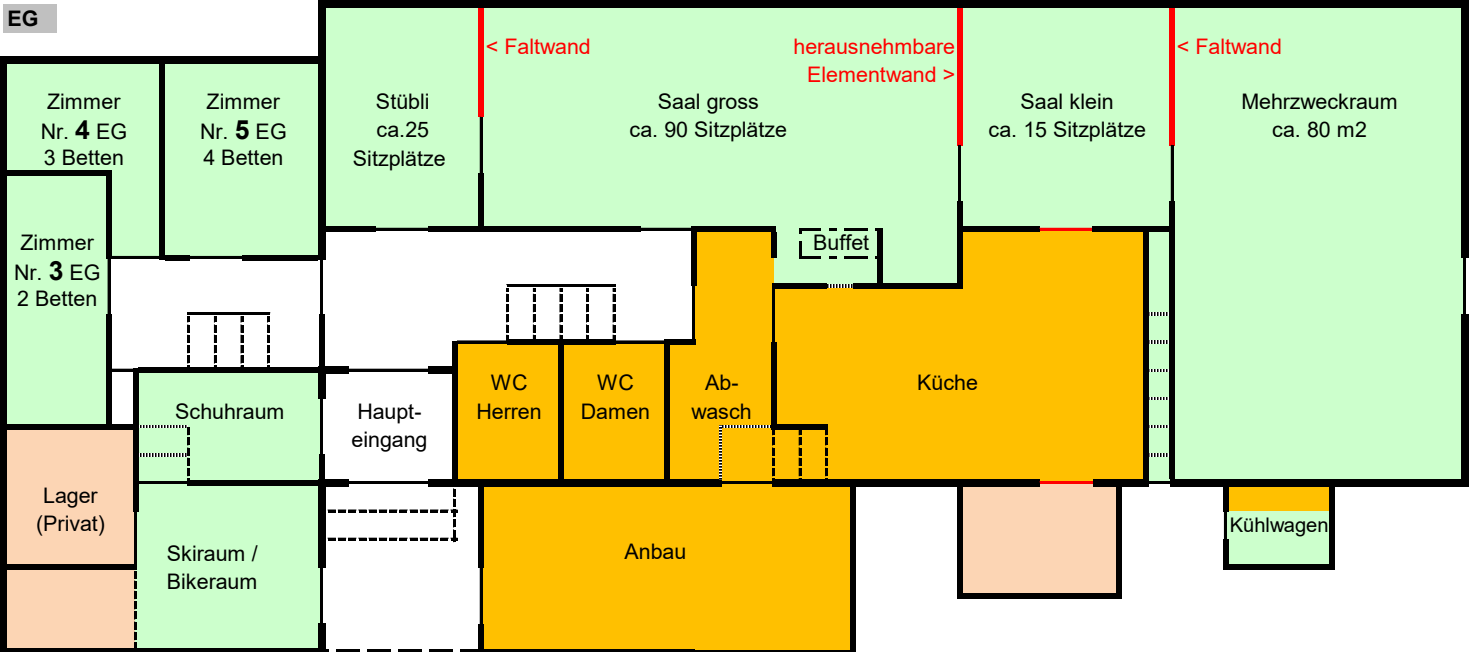 EG
< Faltwand
herausnehmbare
Elementwand >
< Faltwand
Zimmer
Nr. 4 EG
3 Betten
Zimmer
Nr. 5 EG
4 Betten
Stübli
ca.25
Sitzplätze
Saal gross
ca. 90 Sitzplätze
Saal klein
ca. 15 Sitzplätze
Mehrzweckraum
ca. 80 m2
Zimmer
Nr. 3 EG
2 Betten
Buffet
Schuhraum
Haupt-
eingang
WC
Herren
WC
Damen
Ab-
wasch
Küche
Lager
(Privat)
Skiraum /
Bikeraum
Anbau
Kühlwagen